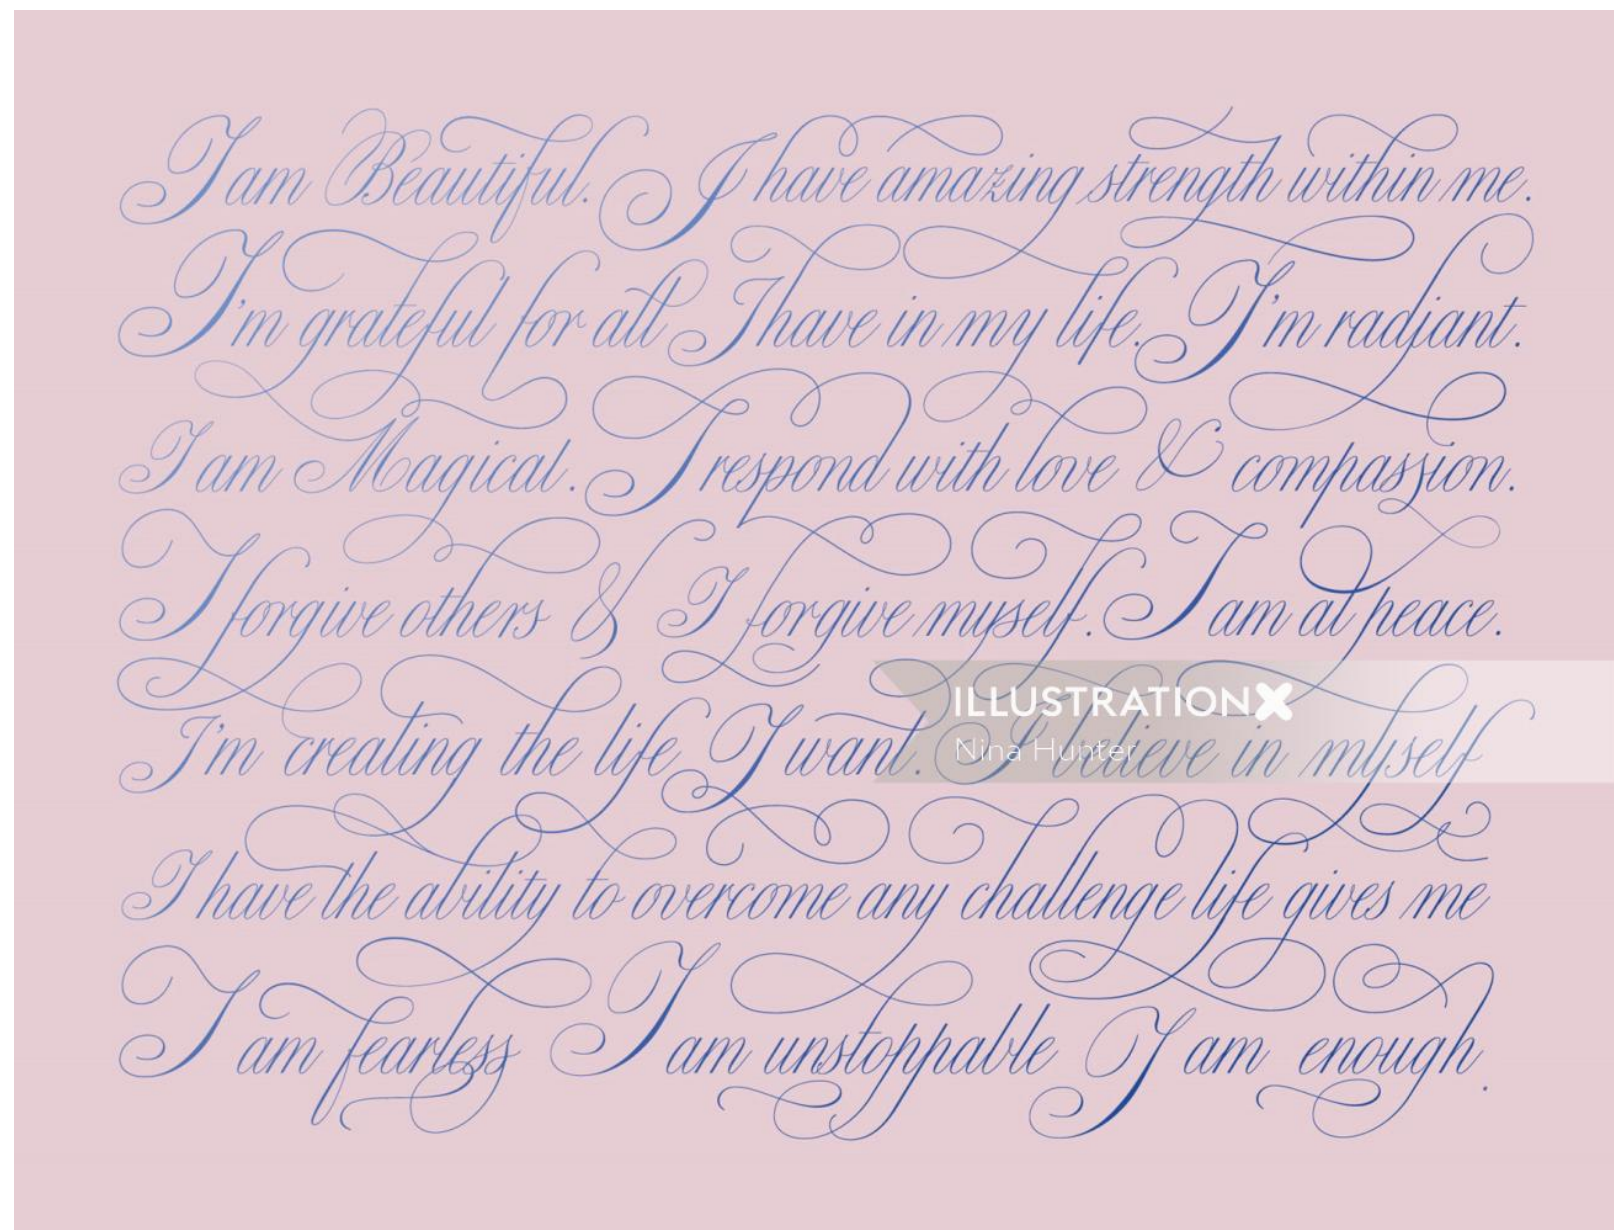 I am Beautiful. I have amazing strength within me.
I'm grateful for all I have in my life. I'm radiant.
I am Magical. I respond with love & compassion.
I forgive others & I forgive myself. I am at peace.
ILLUSTRATIONX
Nina Hunter
I'm creating the life I want. I believe in myself
I have the ability to overcome any challenge life gives me
I am fearless I am unstoppable I am enough.